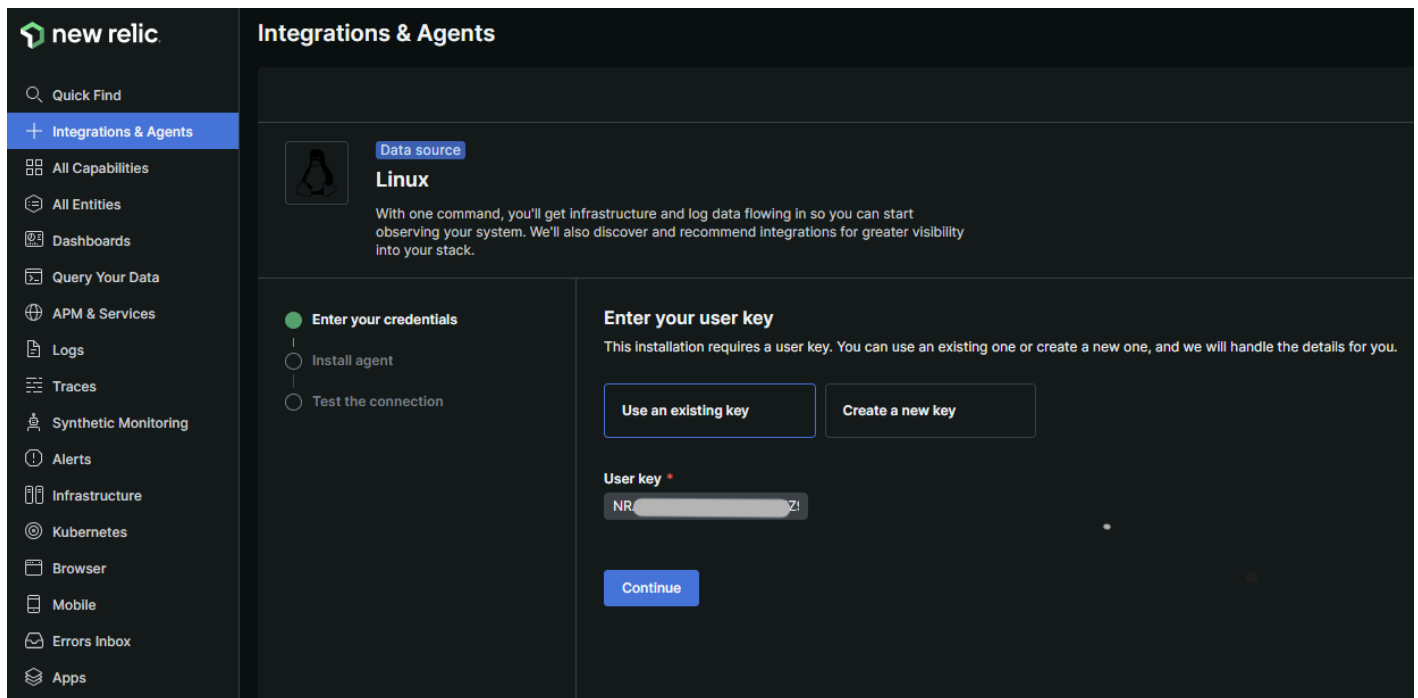 new relic.
Integrations & Agents
Quick Find
Integrations & Agents
All Capabilities
All Entities
Dashboards
Query Your Data
APM & Services
Logs
Traces
Synthetic Monitoring
Alerts
Infrastructure
Kubernetes
Browser
Mobile
Errors Inbox
Apps
Data source
Linux
With one command, you'll get infrastructure and log data flowing in so you can start
observing your system. We'll also discover and recommend integrations for greater visibility
into your stack.
Enter your credentials
Install agent
Test the connection
Enter your user key
This installation requires a user key. You can use an existing one or create a new one, and we will handle the details for you.
Use an existing key
Create a new key
User key *
Continue